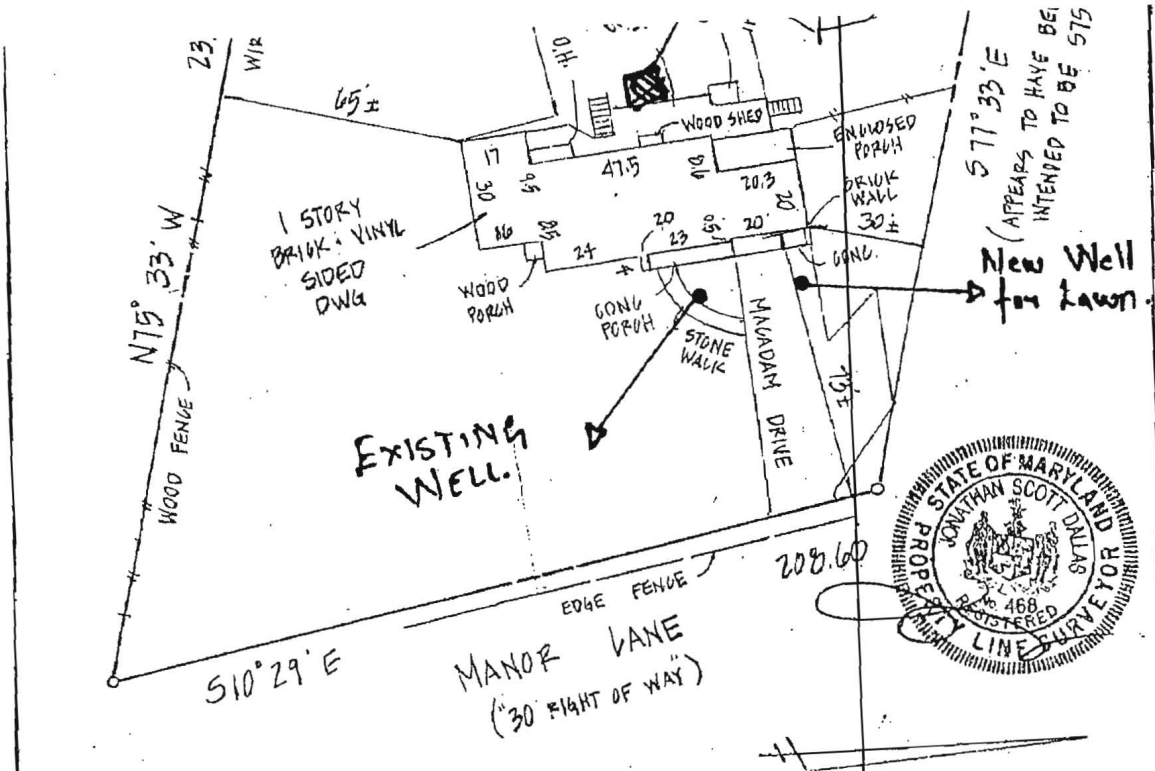 23.
W/R
65'±
'H.O
WOOD SHED
ENCLOSED
PORCH
S 77° 33' E
(APPEARS TO HAVE BE
INTENDED TO BE S75
17
9.5
47.5
20.3
30
20'
BRICK
WALL
30'±
1 STORY
BRICK & VINYL
SIDED
DWG
24
4
20
23
20'
CONC.
WOOD
PORCH
CONC
PORCH
STONE
WALK
MACADAM DRIVE
New Well
for Lawn.
N75° 33' W
WOOD FENCE
EXISTING
WELL.
EDGE FENCE
208.60
S10° 29' E
MANOR LANE
("30' RIGHT OF WAY")
STATE OF MARYLAND
JONATHAN SCOTT DALLAS
No 468
REGISTERED
PROPERTY LINE SURVEYOR